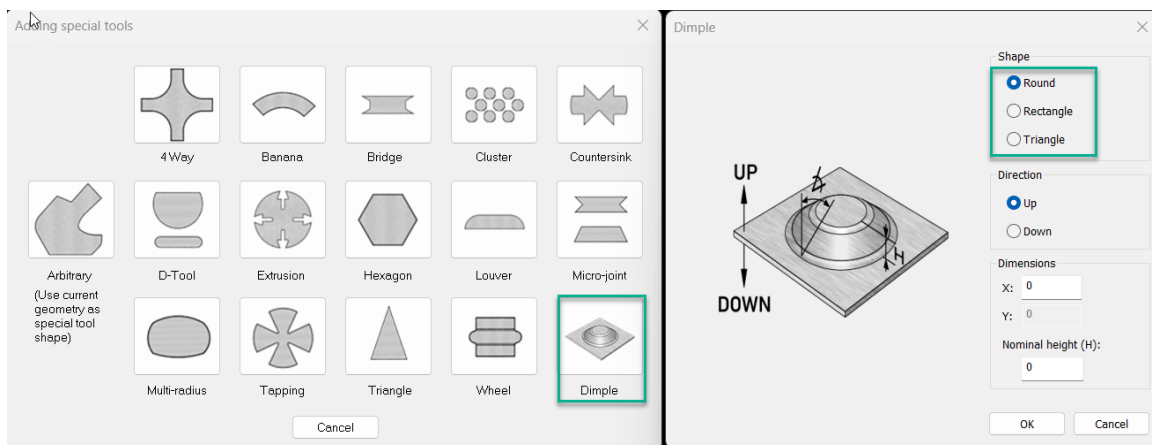 Adding special tools
4 Way
Banana
Bridge
Cluster
Countersink
Arbitrary
(Use current
geometry as
special tool
shape)
D-Tool
Extrusion
Hexagon
Louver
Micro-joint
Multi-radius
Tapping
Triangle
Wheel
Dimple
Cancel
Dimple
UP
DOWN
H
Shape
Round
Rectangle
Triangle
Direction
Up
Down
Dimensions
X: 0
Y: 0
Nominal height (H):
0
OK
Cancel